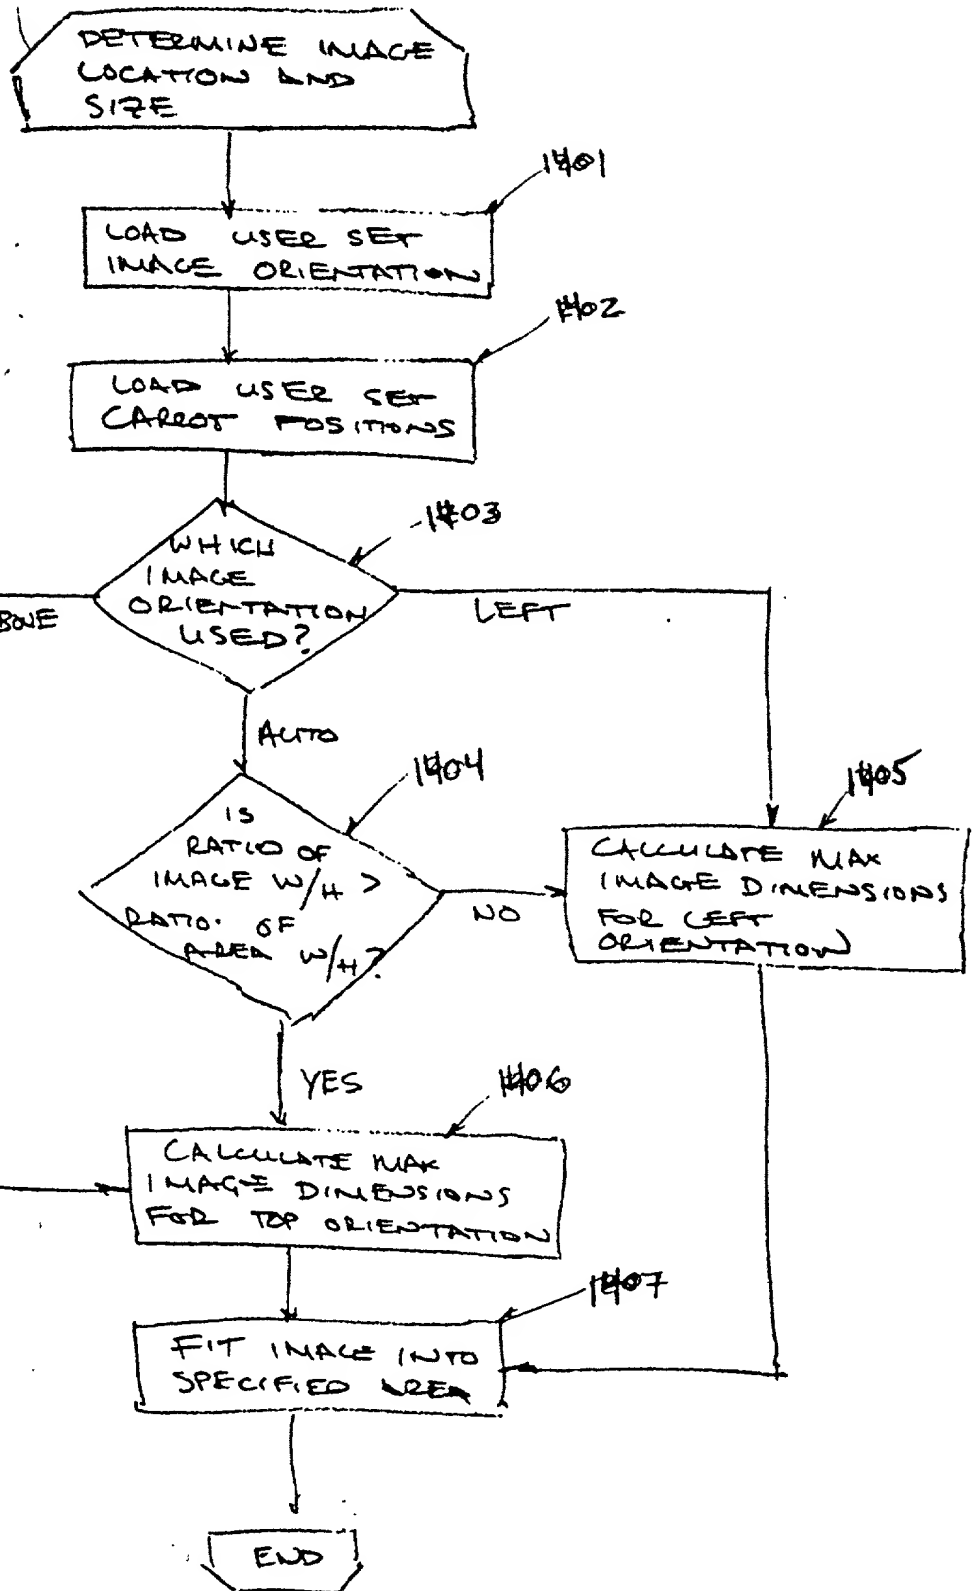 DETERMINE IMAGE
LOCATION AND
SIZE
1401
LOAD USER SET
IMAGE ORIENTATION
1402
LOAD USER SET
CARROT POSITIONS
1403
WHICH
IMAGE
ORIENTATION
USED?
BOVE
LEFT
AUTO
1404
IS
RATIO OF
IMAGE W/H >
RATIO OF
AREA W/H?
NO
1405
CALCULATE MAX
IMAGE DIMENSIONS
FOR LEFT
ORIENTATION
YES
1406
CALCULATE MAX
IMAGE DIMENSIONS
FOR TOP ORIENTATION
1407
FIT IMAGE INTO
SPECIFIED AREA
END